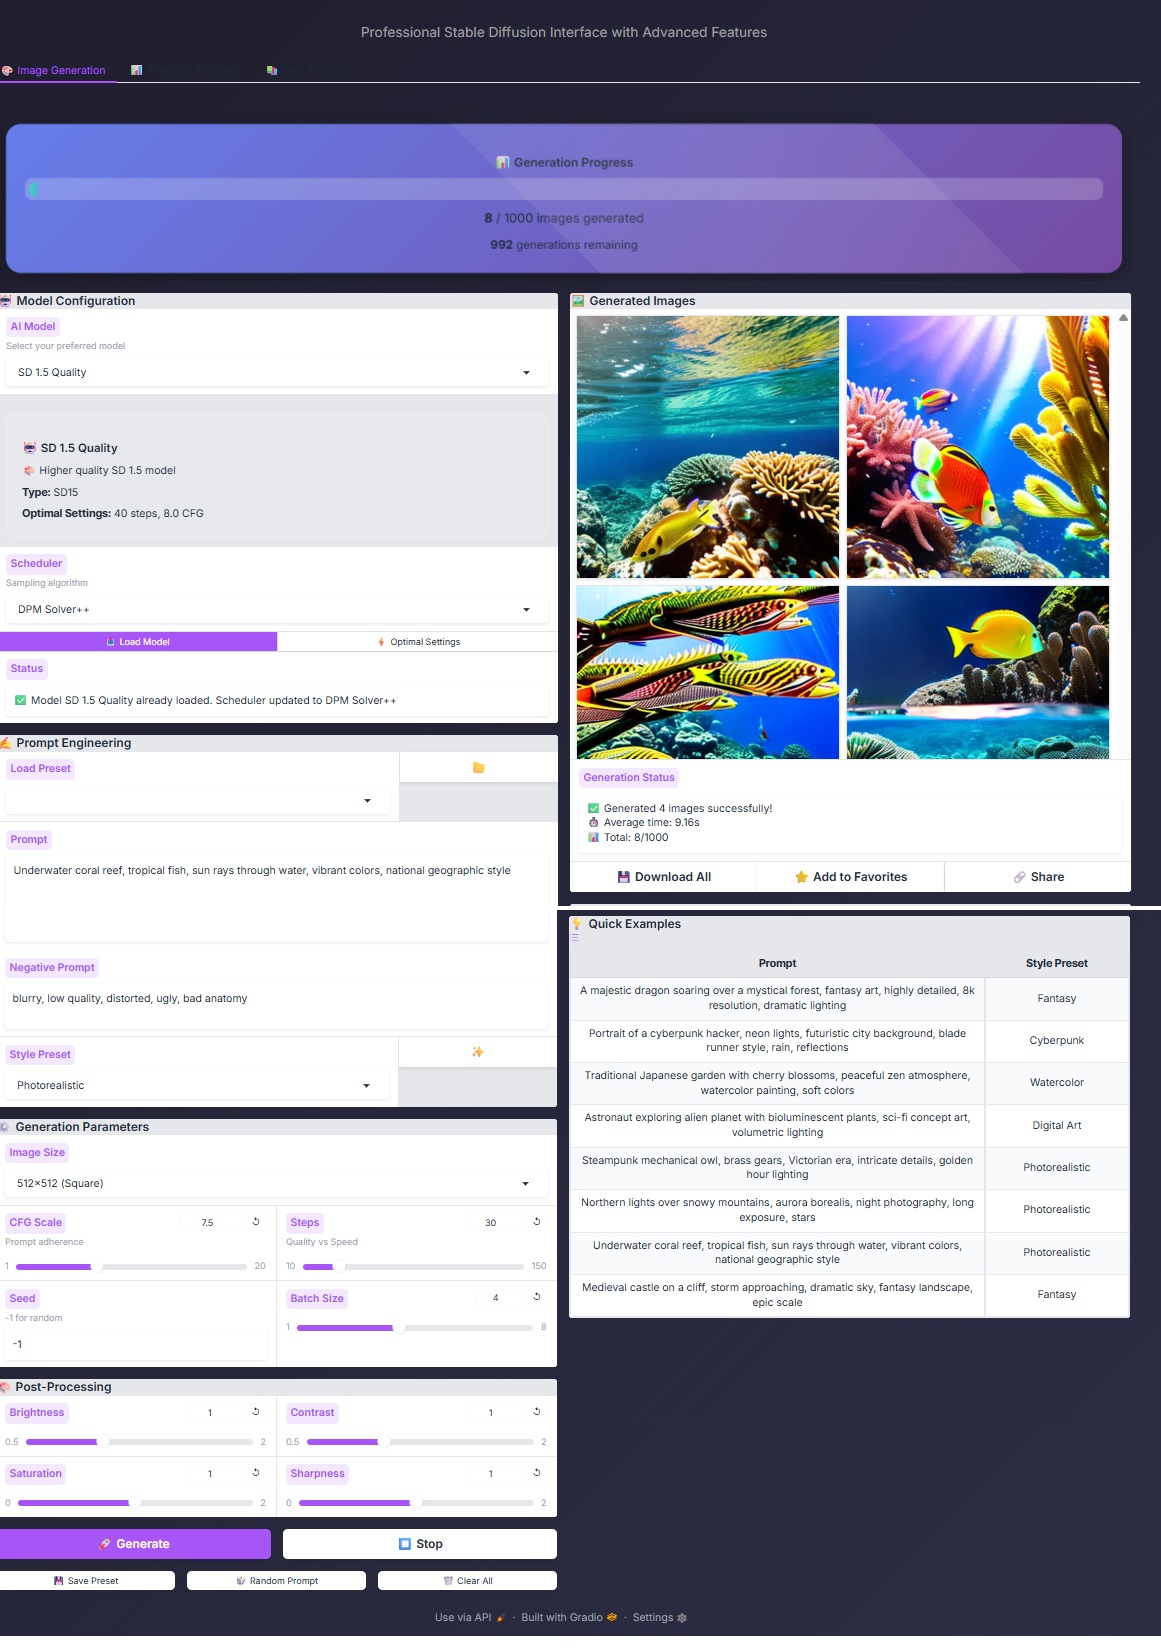 Professional Stable Diffusion Interface with Advanced Features
Image Generation
Generation Progress
8 / 1000 images generated
992 generations remaining
Model Configuration
AI Model
Select your preferred model
SD 1.5 Quality
SD 1.5 Quality
Higher quality SD 1.5 model
Type: SD15
Optimal Settings: 40 steps, 8.0 CFG
Scheduler
Sampling algorithm
DPM Solver++
Load Model
Optimal Settings
Status
Model SD 1.5 Quality already loaded. Scheduler updated to DPM Solver++
Prompt Engineering
Load Preset
Prompt
Underwater coral reef, tropical fish, sun rays through water, vibrant colors, national geographic style
Negative Prompt
blurry, low quality, distorted, ugly, bad anatomy
Style Preset
Photorealistic
Generation Parameters
Image Size
512×512 (Square)
CFG Scale
7.5
Prompt adherence
1
20
Steps
30
Quality vs Speed
10
150
Seed
-1 for random
-1
Batch Size
4
1
8
Post-Processing
Brightness
1
0.5
2
Contrast
1
0.5
2
Saturation
1
0
2
Sharpness
1
0
2
Generate
Stop
Save Preset
Random Prompt
Clear All
Generated Images
Generation Status
Generated 4 images successfully!
Average time: 9.16s
Total: 8/1000
Download All
Add to Favorites
Share
Quick Examples
Prompt
Style Preset
A majestic dragon soaring over a mystical forest, fantasy art, highly detailed, 8k
resolution, dramatic lighting
Fantasy
Portrait of a cyberpunk hacker, neon lights, futuristic city background, blade
runner style, rain, reflections
Cyberpunk
Traditional Japanese garden with cherry blossoms, peaceful zen atmosphere,
watercolor painting, soft colors
Watercolor
Astronaut exploring alien planet with bioluminescent plants, sci-fi concept art,
volumetric lighting
Digital Art
Steampunk mechanical owl, brass gears, Victorian era, intricate details, golden
hour lighting
Photorealistic
Northern lights over snowy mountains, aurora borealis, night photography, long
exposure, stars
Photorealistic
Underwater coral reef, tropical fish, sun rays through water, vibrant colors,
national geographic style
Photorealistic
Medieval castle on a cliff, storm approaching, dramatic sky, fantasy landscape,
epic scale
Fantasy
Use via API · Built with Gradio · Settings